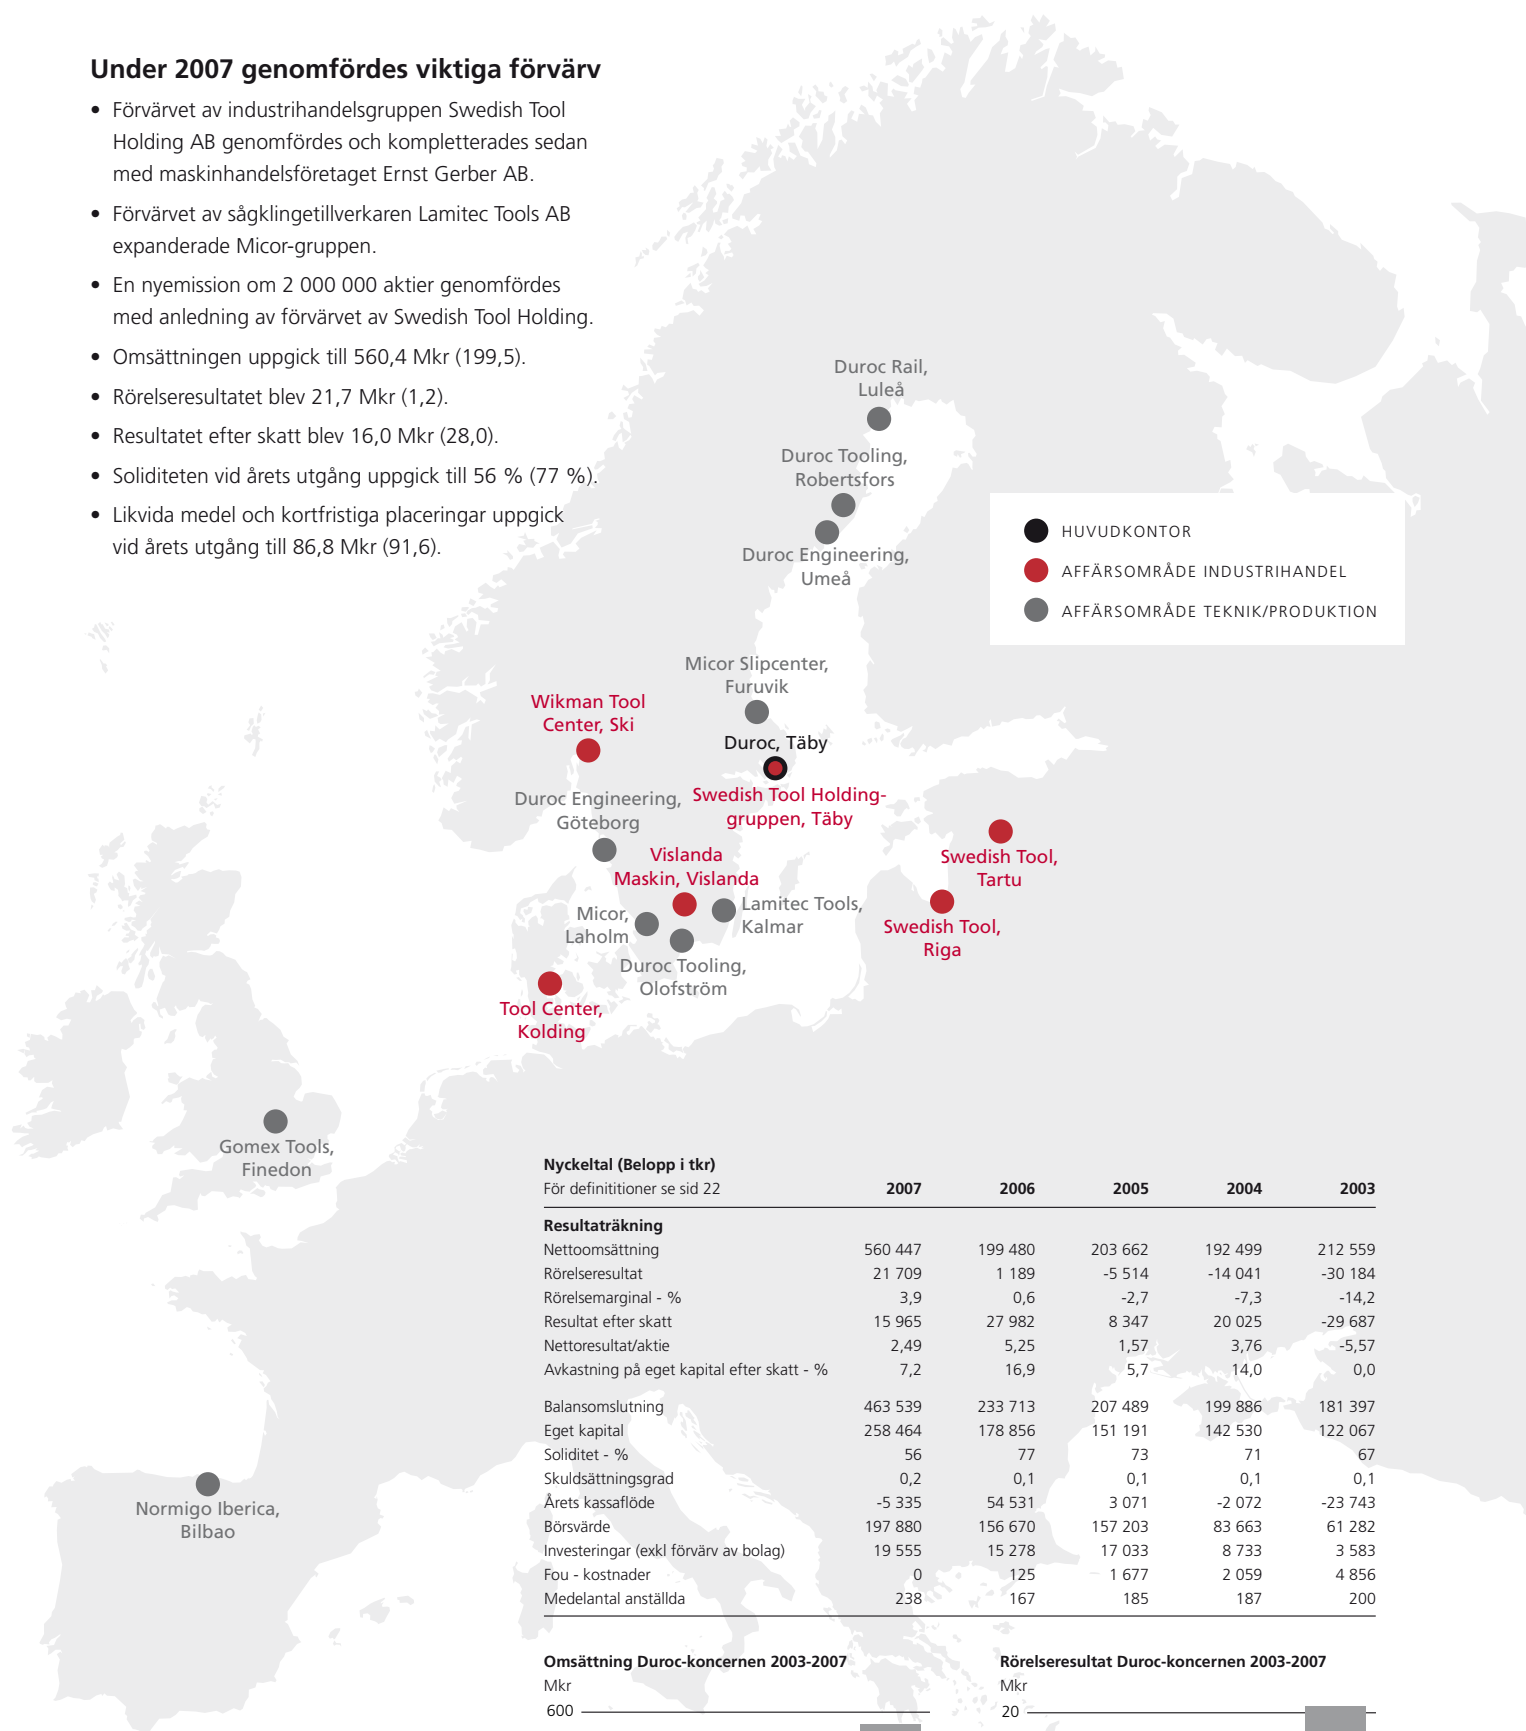 Under 2007 genomfördes viktiga förvärv
• Förvärvet av industrihandelsgruppen Swedish Tool
Holding AB genomfördes och kompletterades sedan
med maskinhandelsföretaget Ernst Gerber AB.
• Förvärvet av sågklingetillverkaren Lamitec Tools AB
expanderade Micor-gruppen.
• En nyemission om 2 000 000 aktier genomfördes
med anledning av förvärvet av Swedish Tool Holding.
• Omsättningen uppgick till 560,4 Mkr (199,5).
• Rörelseresultatet blev 21,7 Mkr (1,2).
• Resultatet efter skatt blev 16,0 Mkr (28,0).
• Soliditeten vid årets utgång uppgick till 56 % (77 %).
• Likvida medel och kortfristiga placeringar uppgick
vid årets utgång till 86,8 Mkr (91,6).
Duroc Rail,
Luleå
Duroc Tooling,
Robertsfors
Duroc Engineering,
Umeå
HUVUDKONTOR
AFFÄRSOMRÅDE INDUSTRIHANDEL
AFFÄRSOMRÅDE TEKNIK/PRODUKTION
Micor Slipcenter,
Furuvik
Wikman Tool
Center, Ski
Duroc, Täby
Swedish Tool Holding-
gruppen, Täby
Duroc Engineering,
Göteborg
Vislanda
Maskin, Vislanda
Swedish Tool,
Tartu
Micor,
Laholm
Lamitec Tools,
Kalmar
Swedish Tool,
Riga
Duroc Tooling,
Olofström
Tool Center,
Kolding
Gomex Tools,
Finedon
Normigo Iberica,
Bilbao
Nyckeltal (Belopp i tkr)
För definititioner se sid 22 2007 2006 2005 2004 2003
Resultaträkning
Nettoomsättning 560 447 199 480 203 662 192 499 212 559
Rörelseresultat 21 709 1 189 -5 514 -14 041 -30 184
Rörelsemarginal - % 3,9 0,6 -2,7 -7,3 -14,2
Resultat efter skatt 15 965 27 982 8 347 20 025 -29 687
Nettoresultat/aktie 2,49 5,25 1,57 3,76 -5,57
Avkastning på eget kapital efter skatt - % 7,2 16,9 5,7 14,0 0,0
Balansomslutning 463 539 233 713 207 489 199 886 181 397
Eget kapital 258 464 178 856 151 191 142 530 122 067
Soliditet - % 56 77 73 71 67
Skuldsättningsgrad 0,2 0,1 0,1 0,1 0,1
Årets kassaflöde -5 335 54 531 3 071 -2 072 -23 743
Börsvärde 197 880 156 670 157 203 83 663 61 282
Investeringar (exkl förvärv av bolag) 19 555 15 278 17 033 8 733 3 583
Fou - kostnader 0 125 1 677 2 059 4 856
Medelantal anställda 238 167 185 187 200
Omsättning Duroc-koncernen 2003-2007
Mkr
600
Rörelseresultat Duroc-koncernen 2003-2007
Mkr
20